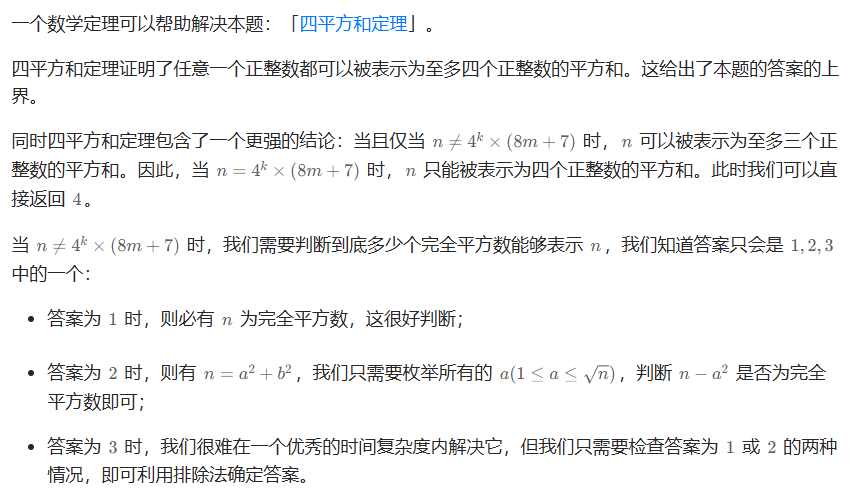 一个数学定理可以帮助解决本题：「四平方和定理」。
四平方和定理证明了任意一个正整数都可以被表示为至多四个正整数的平方和。这给出了本题的答案的上
界。
同时四平方和定理包含了一个更强的结论：当且仅当 n ≠ 4^k × (8m + 7) 时，n 可以被表示为至多三个正
整数的平方和。因此，当 n = 4^k × (8m + 7) 时，n 只能被表示为四个正整数的平方和。此时我们可以直
接返回 4。
当 n ≠ 4^k × (8m + 7) 时，我们需要判断到底多少个完全平方数能够表示 n，我们知道答案只会是 1, 2, 3
中的一个：
• 答案为 1 时，则必有 n 为完全平方数，这很好判断；
• 答案为 2 时，则有 n = a² + b²，我们只需要枚举所有的 a(1 ≤ a ≤ √n)，判断 n − a² 是否为完全
平方数即可；
• 答案为 3 时，我们很难在一个优秀的时间复杂度内解决它，但我们只需要检查答案为 1 或 2 的两种
情况，即可利用排除法确定答案。